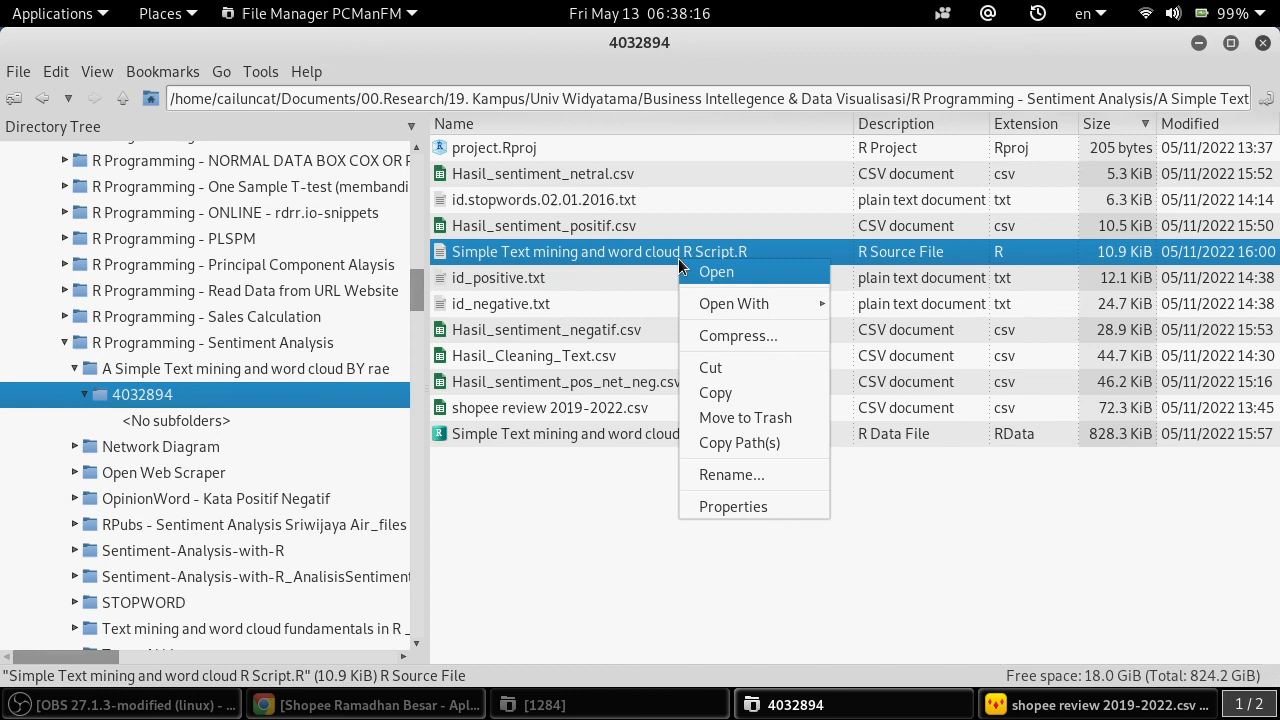 Applications Places File Manager PCManFM Fri May 13 06:38:16 en 99%
4032894
File Edit View Bookmarks Go Tools Help
/home/cailuncat/Documents/00.Research/19. Kampus/Univ Widyatama/Business Intellegence & Data Visualisasi/R Programming - Sentiment Analysis/A Simple Text
Directory Tree
R Programming - NORMAL DATA BOX COX OR
R Programming - One Sample T-test (membandi
R Programming - ONLINE - rdrr.io-snippets
R Programming - PLSPM
R Programming - Principal Component Alaysis
R Programming - Read Data from URL Website
R Programming - Sales Calculation
R Programming - Sentiment Analysis
A Simple Text mining and word cloud BY rae
4032894
<No subfolders>
Network Diagram
Open Web Scraper
OpinionWord - Kata Positif Negatif
RPubs - Sentiment Analysis Sriwijaya Air_files
Sentiment-Analysis-with-R
Sentiment-Analysis-with-R_AnalisisSentiment
STOPWORD
Text mining and word cloud fundamentals in R _
Name Description Extension Size Modified
project.Rproj R Project Rproj 205 bytes 05/11/2022 13:37
Hasil_sentiment_netral.csv CSV document csv 5.3 KiB 05/11/2022 15:52
id.stopwords.02.01.2016.txt plain text document txt 6.3 KiB 05/11/2022 14:14
Hasil_sentiment_positif.csv CSV document csv 10.5 KiB 05/11/2022 15:50
Simple Text mining and word cloud R Script.R R Source File R 10.9 KiB 05/11/2022 16:00
id_positive.txt plain text document txt 12.1 KiB 05/11/2022 14:38
id_negative.txt plain text document txt 24.7 KiB 05/11/2022 14:38
Hasil_sentiment_negatif.csv CSV document csv 28.9 KiB 05/11/2022 15:53
Hasil_Cleaning_Text.csv CSV document csv 44.7 KiB 05/11/2022 14:30
Hasil_sentiment_pos_net_neg.csv CSV document csv 46.2 KiB 05/11/2022 15:16
shopee review 2019-2022.csv CSV document csv 72.3 KiB 05/11/2022 13:45
Simple Text mining and word cloud R Data File RData 828.3 KiB 05/11/2022 15:57
Open
Open With
Compress...
Cut
Copy
Move to Trash
Copy Path(s)
Rename...
Properties
"Simple Text mining and word cloud R Script.R" (10.9 KiB) R Source File Free space: 18.0 GiB (Total: 824.2 GiB)
[OBS 27.1.3-modified (linux) - ... [Shopee Ramadhan Besar - Apl... [1284] 4032894 shopee review 2019-2022.csv ... 1 / 2